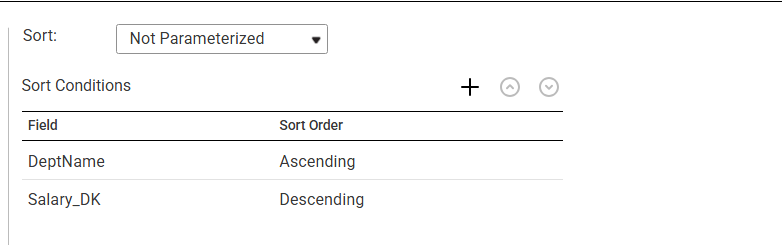 Sort: Not Parameterized
Sort Conditions
Field Sort Order
DeptName Ascending
Salary_DK Descending